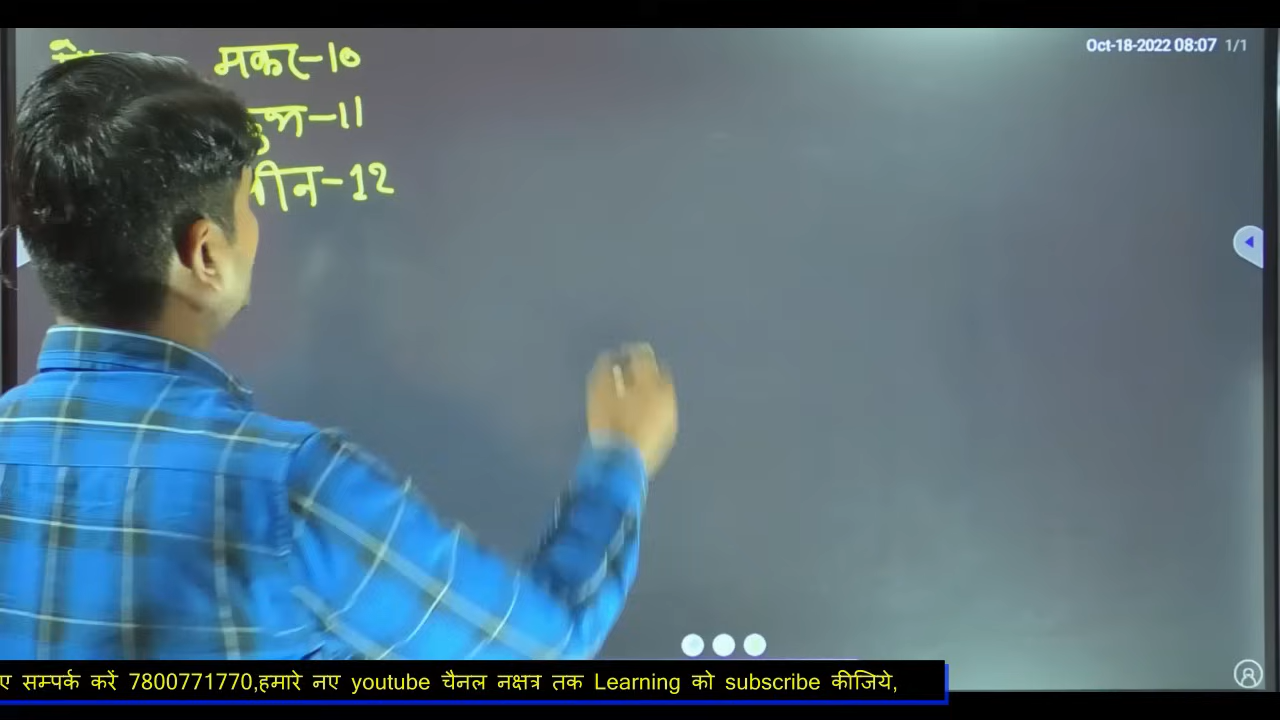 मकर-10
-11
-12
Oct-18-2022 08:07 1/1
सम्पर्क करें 7800771770,हमारे नए youtube चैनल नक्षत्र तक Learning को subscribe कीजिये,